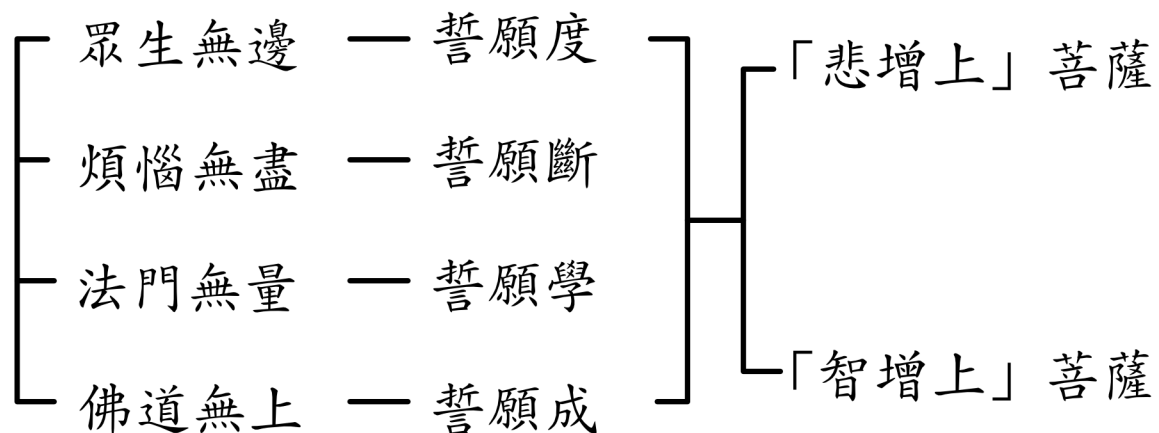 眾生無邊 — 誓願度
煩惱無盡 — 誓願斷
法門無量 — 誓願學
佛道無上 — 誓願成
「悲增上」菩薩
「智增上」菩薩